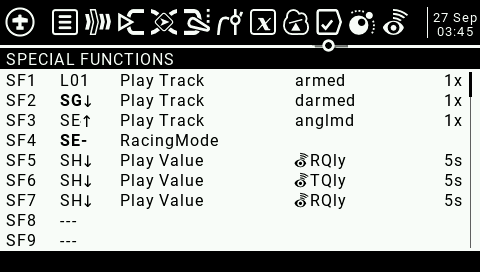 27 Sep
03:45
SPECIAL FUNCTIONS
SF1 L01 Play Track armed 1x
SF2 SG↓ Play Track darmed 1x
SF3 SE↑ Play Track anglmd 1x
SF4 SE- RacingMode
SF5 SH↓ Play Value RQly 5s
SF6 SH↓ Play Value TQly 5s
SF7 SH↓ Play Value RQly 5s
SF8 ---
SF9 ---